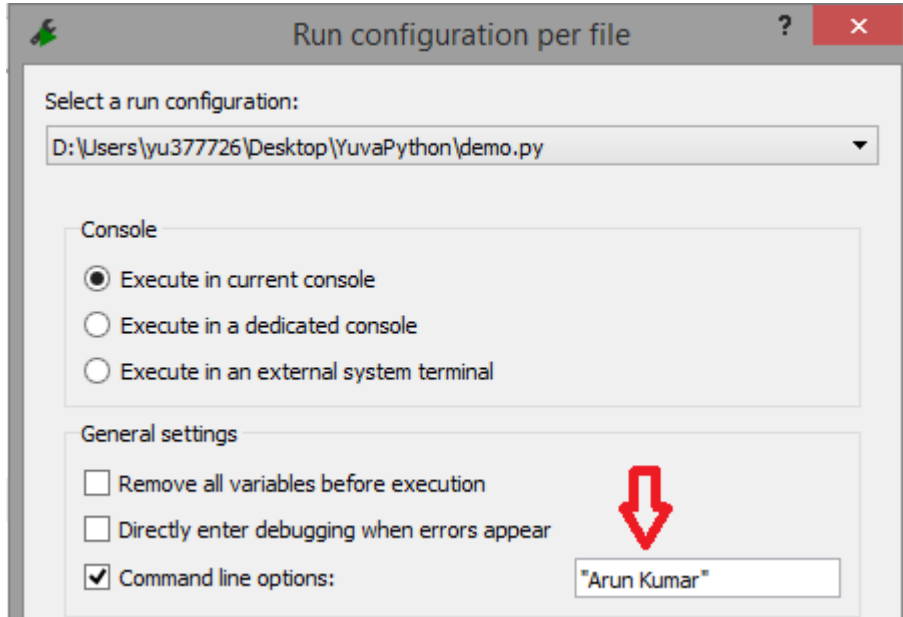 Run configuration per file
?
Select a run configuration:
D:\Users\yu377726\Desktop\YuvaPython\demo.py
Console
Execute in current console
Execute in a dedicated console
Execute in an external system terminal
General settings
Remove all variables before execution
Directly enter debugging when errors appear
Command line options: "Arun Kumar"